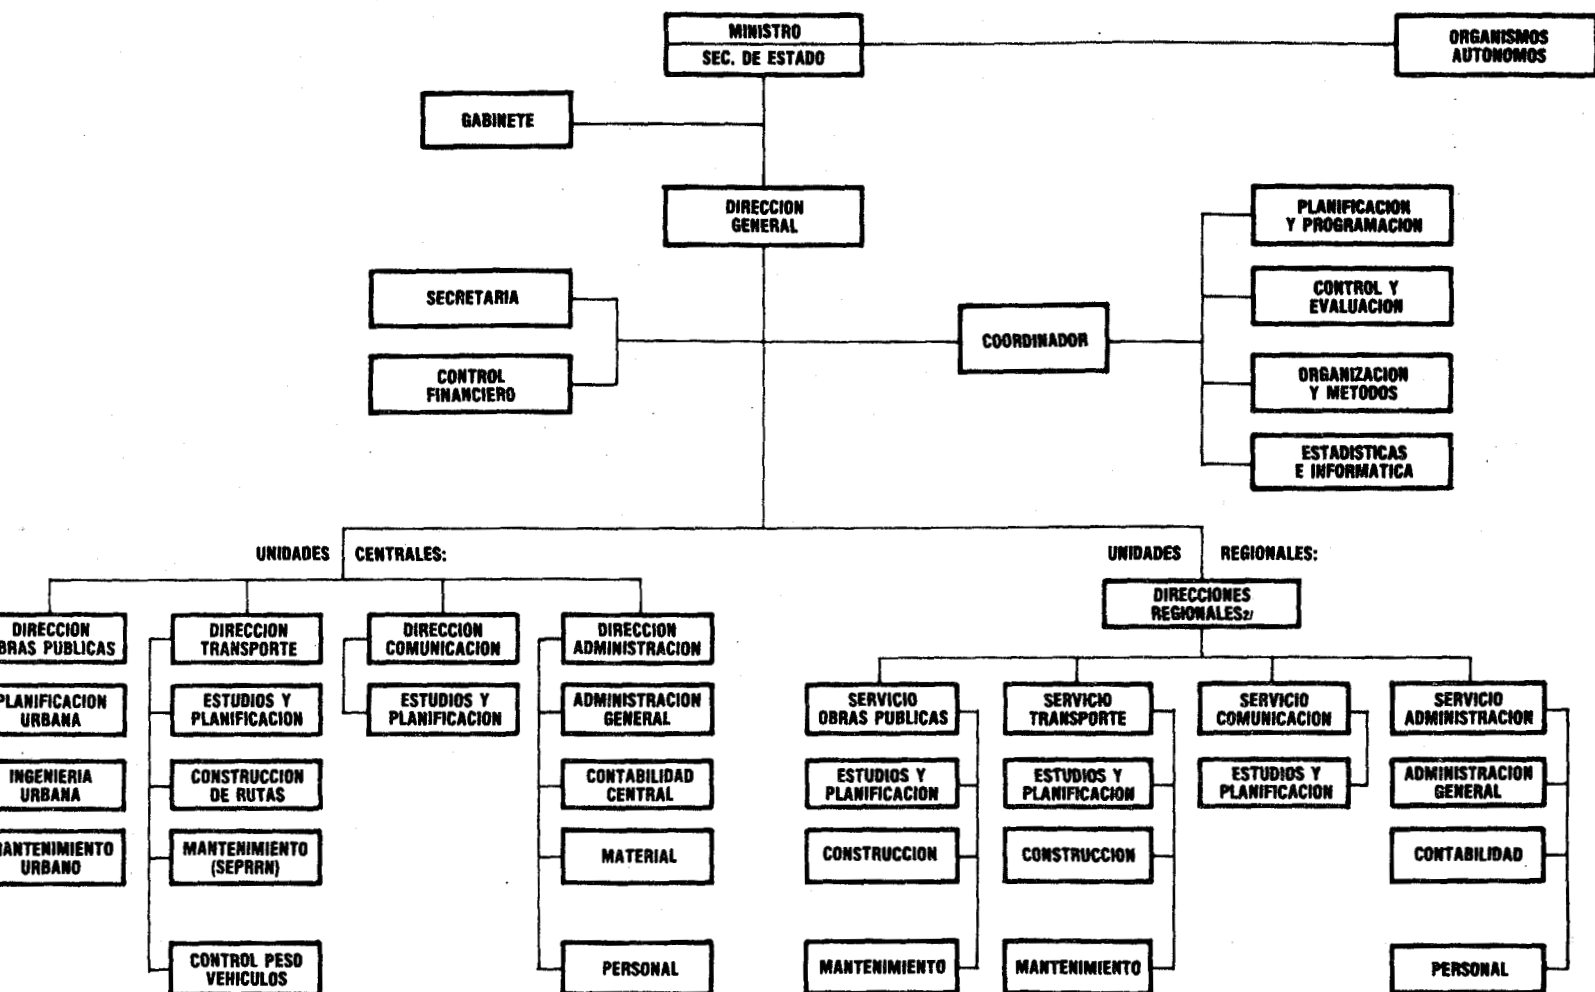 MINISTRO
SEC. DE ESTADO
ORGANISMOS
AUTONOMOS
GABINETE
DIRECCION
GENERAL
PLANIFICACION
Y PROGRAMACION
SECRETARIA
CONTROL Y
EVALUACION
COORDINADOR
CONTROL
FINANCIERO
ORGANIZACION
Y METODOS
ESTADISTICAS
E INFORMATICA
UNIDADES CENTRALES:
DIRECCION
BRAS PUBLICAS
PLANIFICACION
URBANA
INGENIERIA
URBANA
MANTENIMIENTO
URBANO
DIRECCION
TRANSPORTE
ESTUDIOS Y
PLANIFICACION
CONSTRUCCION
DE RUTAS
MANTENIMIENTO
(SEPRRN)
CONTROL PESO
VEHICULOS
DIRECCION
COMUNICACION
ESTUDIOS Y
PLANIFICACION
DIRECCION
ADMINISTRACION
ADMINISTRACION
GENERAL
CONTABILIDAD
CENTRAL
MATERIAL
PERSONAL
UNIDADES REGIONALES:
DIRECCIONES
REGIONALES2/
SERVICIO
OBRAS PUBLICAS
ESTUDIOS Y
PLANIFICACION
CONSTRUCCION
MANTENIMIENTO
SERVICIO
TRANSPORTE
ESTUDIOS Y
PLANIFICACION
CONSTRUCCION
MANTENIMIENTO
SERVICIO
COMUNICACION
ESTUDIOS Y
PLANIFICACION
SERVICIO
ADMINISTRACION
ADMINISTRACION
GENERAL
CONTABILIDAD
PERSONAL